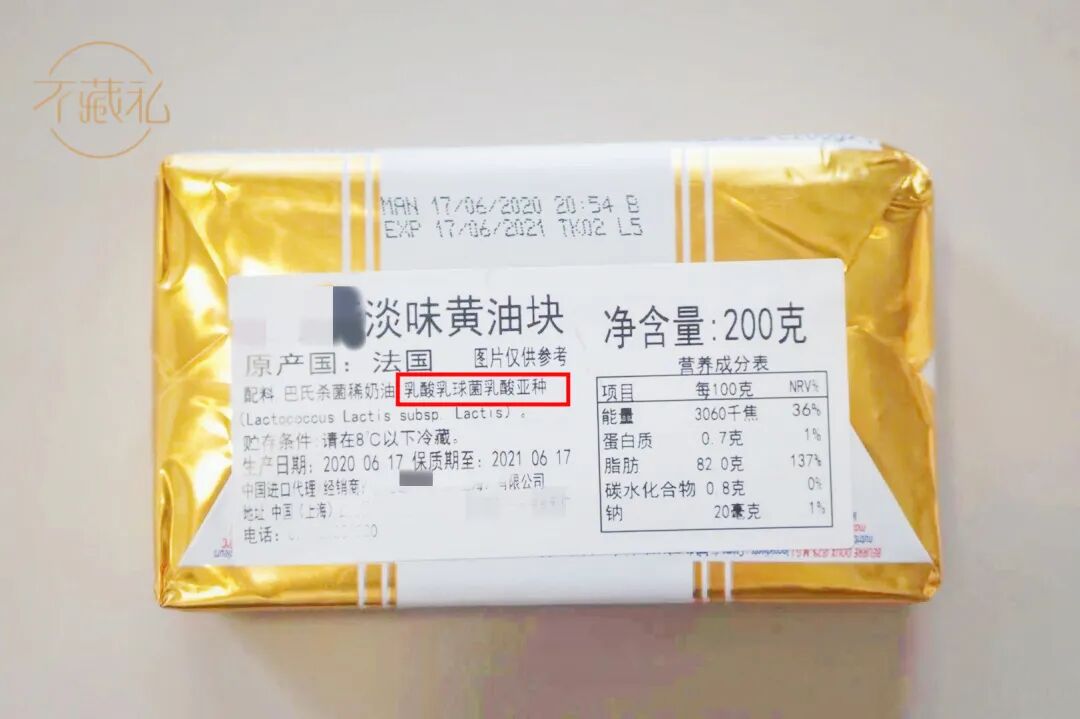 不藏私
MAN 17/06/2020 20:54 B
EXP 17/06/2021 TK02 L5
淡味黄油块
净含量:200克
原产国: 法国 图片仅供参考
配料 巴氏杀菌稀奶油 乳酸乳球菌乳酸亚种
(Lactococcus Lactis subsp. Lactis)。
贮存条件:请在8℃以下冷藏。
生产日期: 2020 06 17 保质期至: 2021 06 17
中国进口代理 经销商 有限公司
地址 中国(上海)
电话:
营养成分表
项目 每100克 NRV%
能量 3060千焦 36%
蛋白质 0.7克 1%
脂肪 82.0克 137%
碳水化合物 0.8克 0%
钠 20毫克 1%